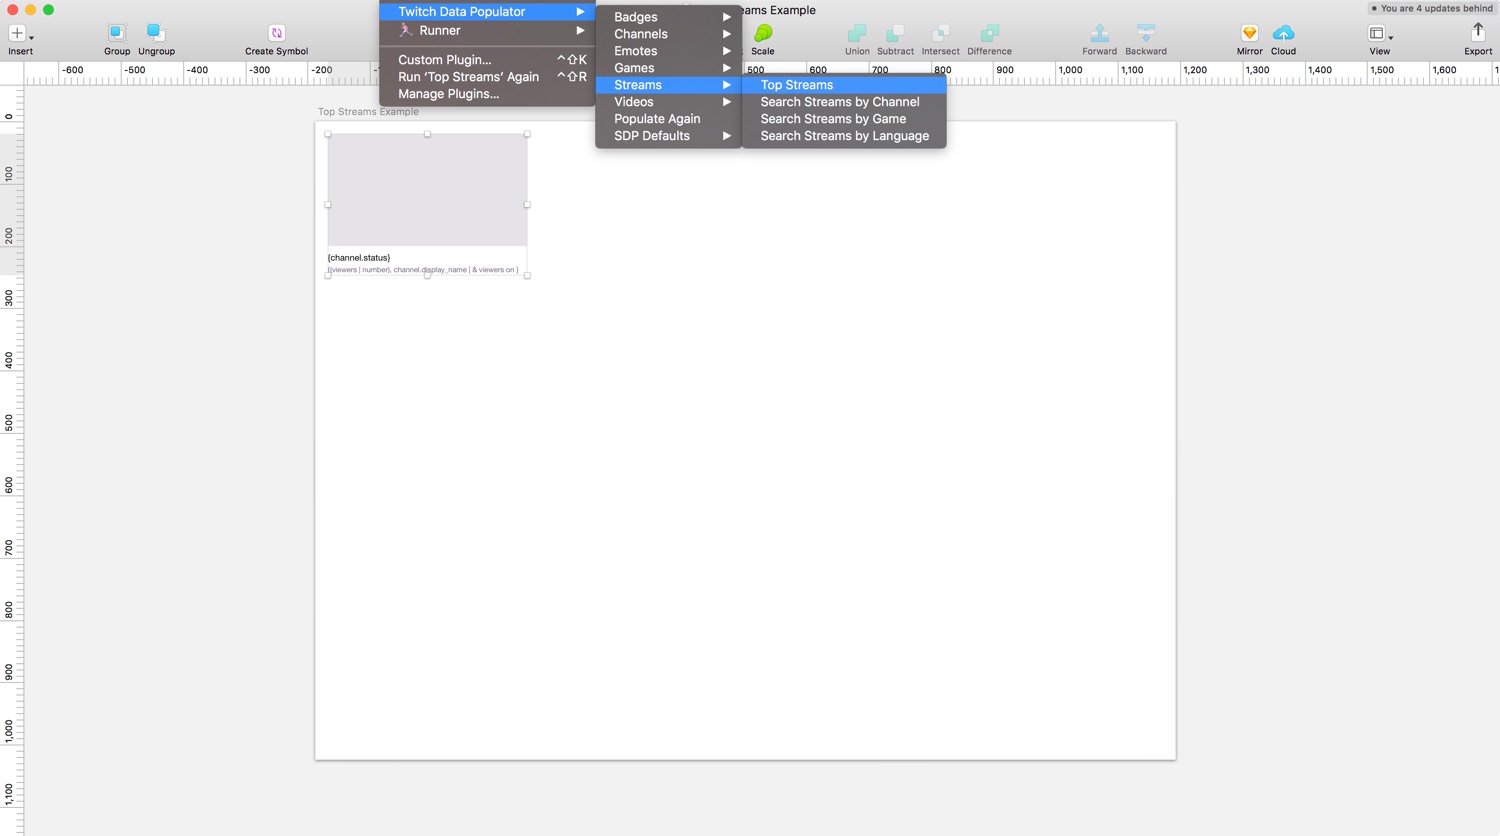 eams Example
You are 4 updates behind
Insert
Group
Ungroup
Create Symbol
Scale
Union
Subtract
Intersect
Difference
Forward
Backward
Mirror
Cloud
View
Export
Twitch Data Populator
Runner
Custom Plugin... ⌃⇧K
Run ‘Top Streams’ Again ⌃⇧R
Manage Plugins...
Badges
Channels
Emotes
Games
Streams
Videos
Populate Again
SDP Defaults
Top Streams
Search Streams by Channel
Search Streams by Game
Search Streams by Language
-600 -500 -400 -300 -200 500 600 700 800 900 1,000 1,100 1,200 1,300 1,400 1,500 1,600
Top Streams Example
{channel.status}
{(viewers | number), channel.display_name | & viewers on }
0
100
200
300
400
500
600
700
800
900
1,000
1,100